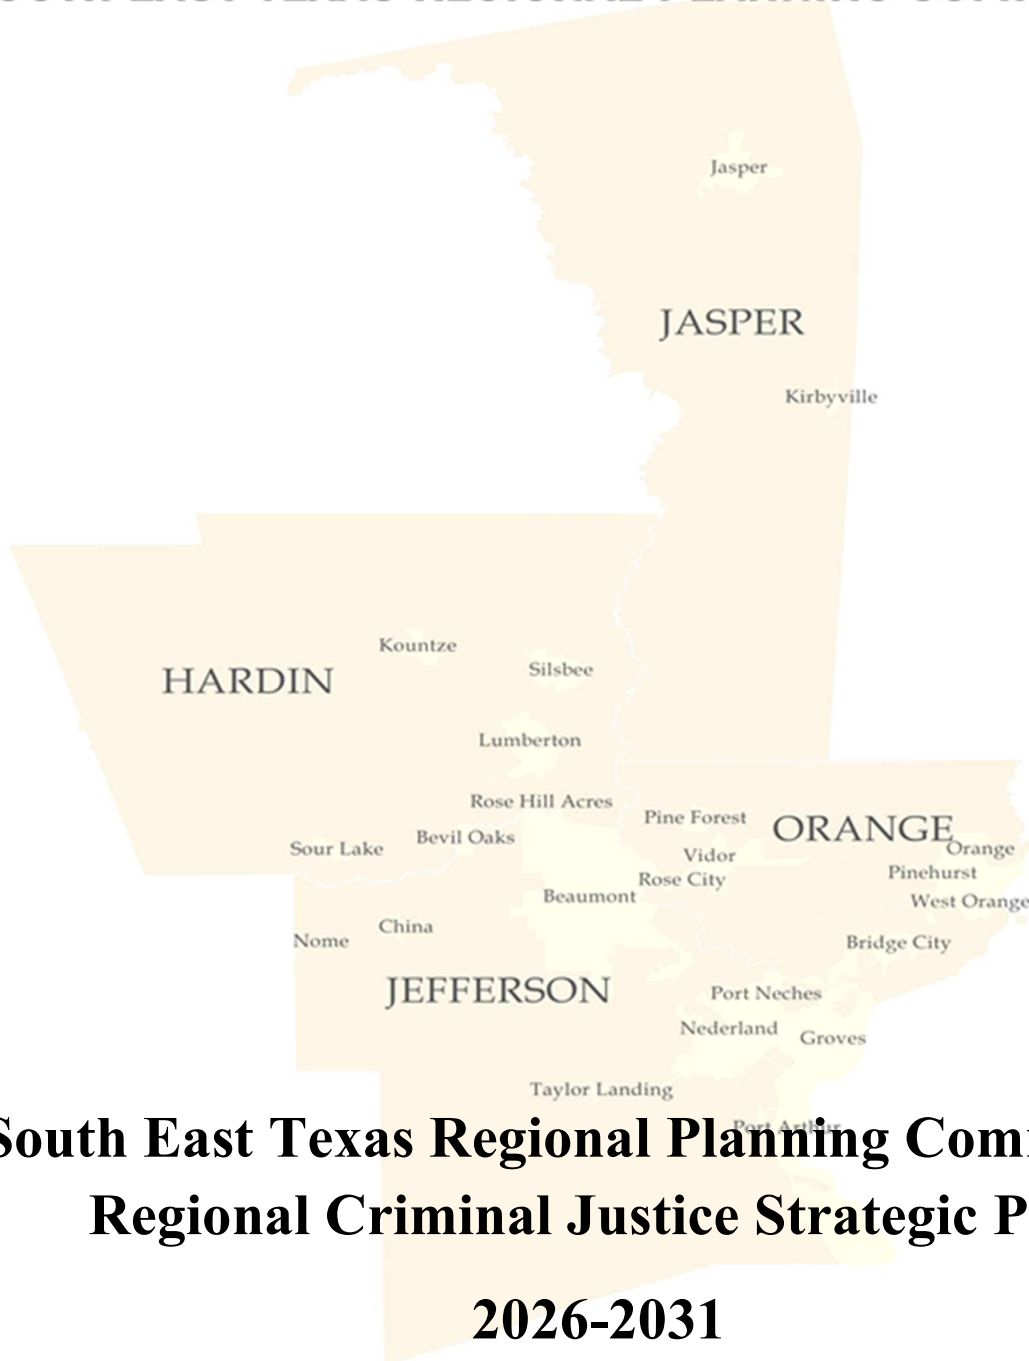 Jasper
JASPER
Kirbyville
Kountze
HARDIN
Silsbee
Lumberton
Rose Hill Acres
Pine Forest
ORANGE
Bevil Oaks
Sour Lake
Vidor
Orange
Rose City
Pinehurst
Beaumont
West Orange
China
Nome
Bridge City
JEFFERSON
Port Neches
Nederland
Groves
Taylor Landing
Port Arthur
South East Texas Regional Planning
Regional Criminal Justice Strategic
2026-2031